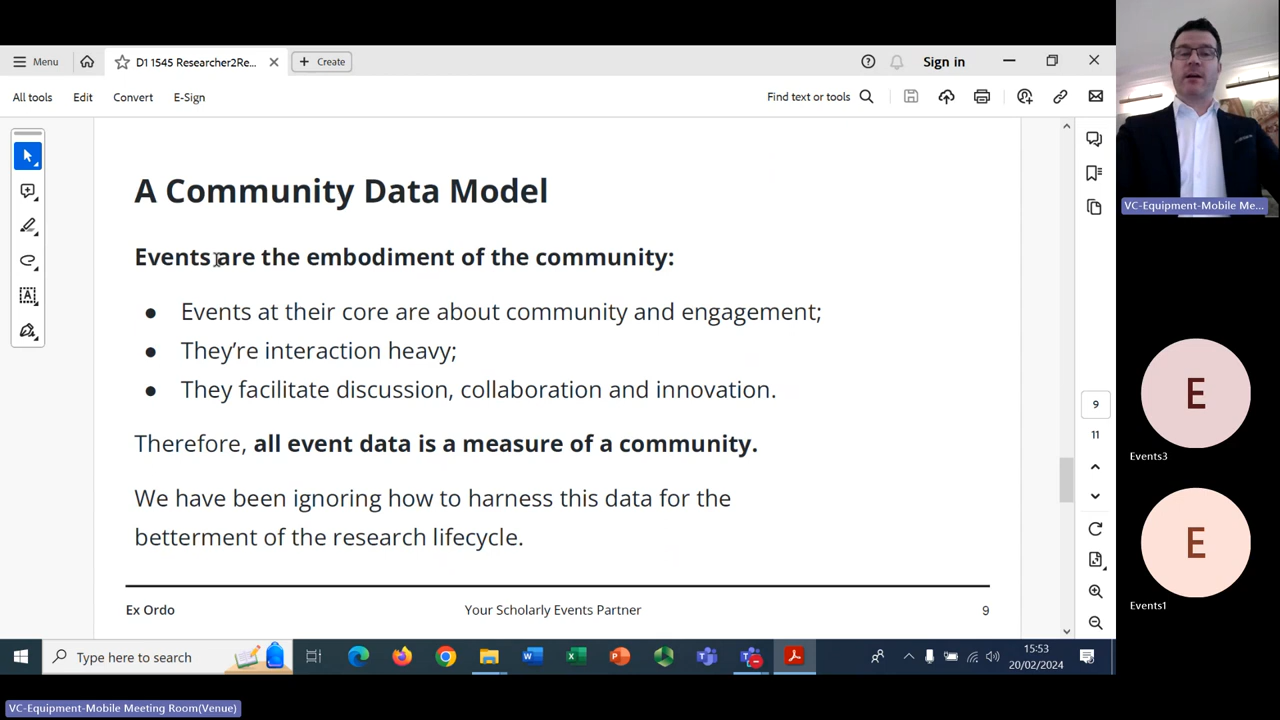 Menu
D1 1545 Researcher2Re...
Create
Sign in
All tools
Edit
Convert
E-Sign
Find text or tools
A Community Data Model
Events are the embodiment of the community:
● Events at their core are about community and engagement;
● They’re interaction heavy;
● They facilitate discussion, collaboration and innovation.
Therefore, all event data is a measure of a community.
We have been ignoring how to harness this data for the
betterment of the research lifecycle.
Ex Ordo
Your Scholarly Events Partner
9
9
11
VC-Equipment-Mobile Me...
E
Events3
E
Events1
Type here to search
15:53
20/02/2024
VC-Equipment-Mobile Meeting Room(Venue)